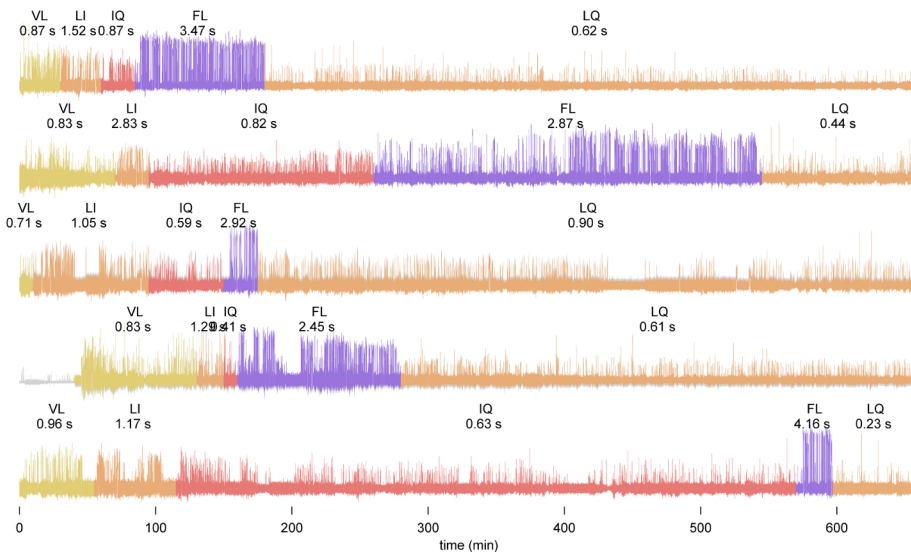 VL LI IQ FL LQ
0.87 s 1.52 s 0.87 s 3.47 s 0.62 s
VL LI IQ FL LQ
0.83 s 2.83 s 0.82 s 2.87 s 0.44 s
VL LI IQ FL LQ
0.71 s 1.05 s 0.59 s 2.92 s 0.90 s
VL LI IQ FL LQ
0.83 s 1.29 s 0.41 s 2.45 s 0.61 s
VL LI IQ FL LQ
0.96 s 1.17 s 0.63 s 4.16 s 0.23 s
0 100 200 300 400 500 600
time (min)